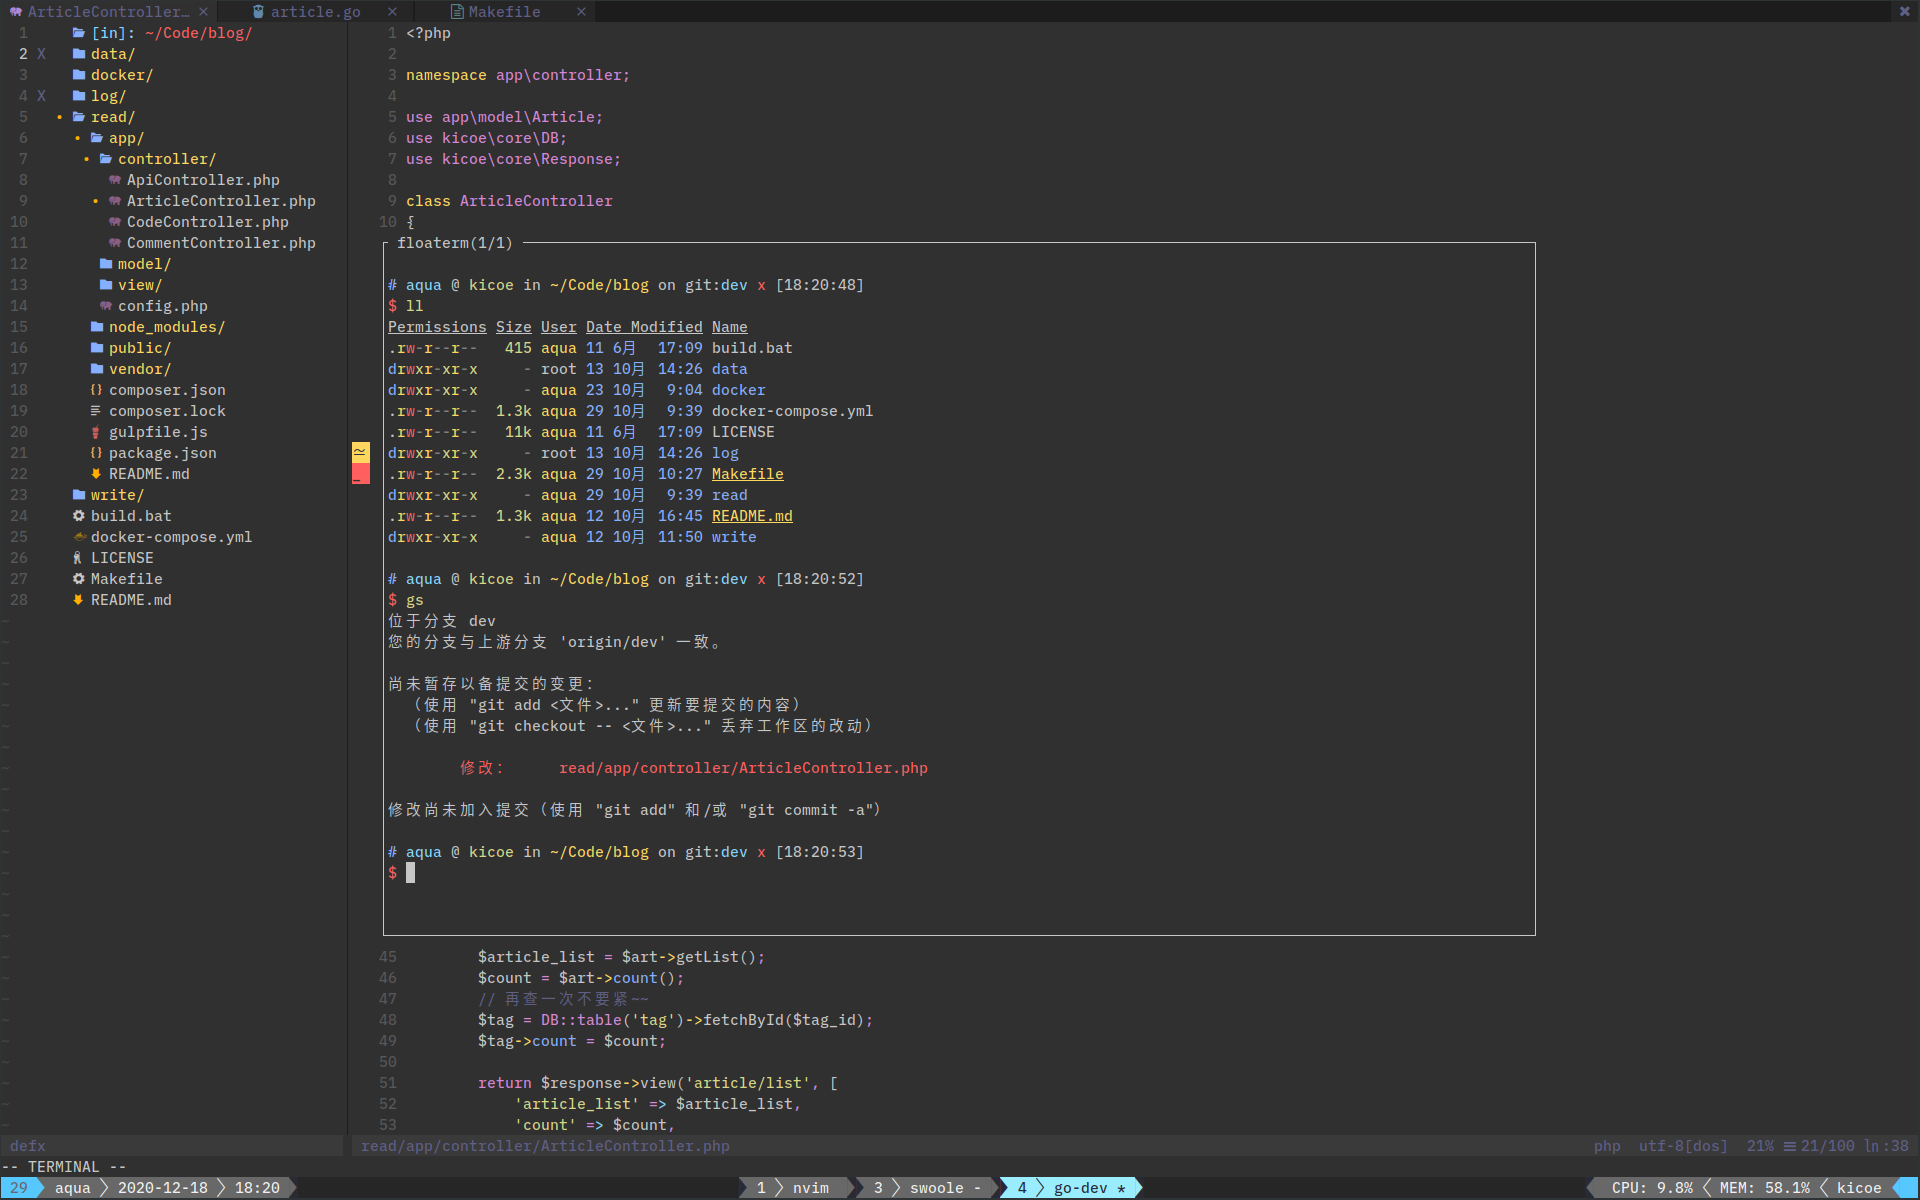 ArticleController… × article.go × Makefile × ✖
1 [in]: ~/Code/blog/
2 X data/
3 docker/
4 X log/
5 • read/
6 • app/
7 • controller/
8 ApiController.php
9 • ArticleController.php
10 CodeController.php
11 CommentController.php
12 model/
13 view/
14 config.php
15 node_modules/
16 public/
17 vendor/
18 {} composer.json
19 composer.lock
20 gulpfile.js
21 {} package.json
22 README.md
23 write/
24 build.bat
25 docker-compose.yml
26 LICENSE
27 Makefile
28 README.md
1 <?php
2
3 namespace app\controller;
4
5 use app\model\Article;
6 use kicoe\core\DB;
7 use kicoe\core\Response;
8
9 class ArticleController
10 {
floaterm(1/1)
# aqua @ kicoe in ~/Code/blog on git:dev x [18:20:48]
$ ll
Permissions Size User Date Modified Name
.rw-r--r-- 415 aqua 11 6月 17:09 build.bat
drwxr-xr-x - root 13 10月 14:26 data
drwxr-xr-x - aqua 23 10月 9:04 docker
.rw-r--r-- 1.3k aqua 29 10月 9:39 docker-compose.yml
.rw-r--r-- 11k aqua 11 6月 17:09 LICENSE
drwxr-xr-x - root 13 10月 14:26 log
.rw-r--r-- 2.3k aqua 29 10月 10:27 Makefile
drwxr-xr-x - aqua 29 10月 9:39 read
.rw-r--r-- 1.3k aqua 12 10月 16:45 README.md
drwxr-xr-x - aqua 12 10月 11:50 write
# aqua @ kicoe in ~/Code/blog on git:dev x [18:20:52]
$ gs
位于分支 dev
您的分支与上游分支 'origin/dev' 一致。
尚未暂存以备提交的变更：
（使用 "git add <文件>..." 更新要提交的内容）
（使用 "git checkout -- <文件>..." 丢弃工作区的改动）
修改： read/app/controller/ArticleController.php
修改尚未加入提交（使用 "git add" 和/或 "git commit -a"）
# aqua @ kicoe in ~/Code/blog on git:dev x [18:20:53]
$
45 $article_list = $art->getList();
46 $count = $art->count();
47 // 再查一次不要紧~~
48 $tag = DB::table('tag')->fetchById($tag_id);
49 $tag->count = $count;
50
51 return $response->view('article/list', [
52 'article_list' => $article_list,
53 'count' => $count,
defx read/app/controller/ArticleController.php php utf-8[dos] 21% ☰ 21/100 ln:38
-- TERMINAL --
29 aqua 2020-12-18 18:20 1 nvim 3 swoole - 4 go-dev * CPU: 9.8% MEM: 58.1% kicoe